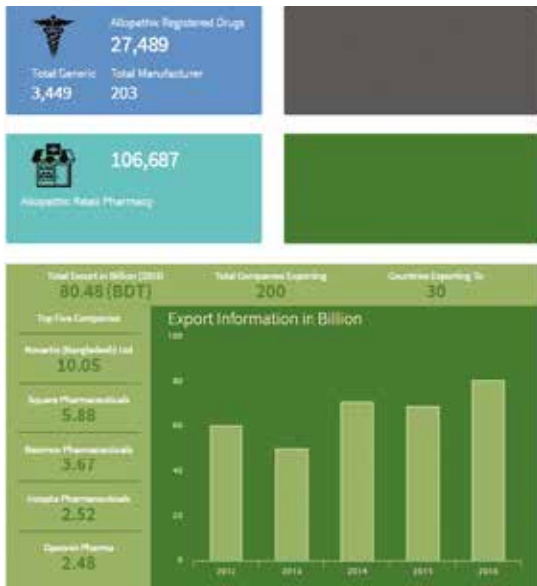 Allopathic Registered Drugs
27,489
Total Generic
3,449
Total Manufacturer
203
106,687
Allopathic Retail Pharmacy
Total Export in Billion
80.48 (BDT)
Total Companies Exporting
200
Countries Exporting To
30
Top Five Companies
Novartis (Bangladesh) Ltd
10.05
Square Pharmaceuticals
5.88
Pharmaceuticals
3.67
Incepta Pharmaceuticals
2.52
Opsonin Pharma
2.48
Export Information in Billion
100
80
60
40
20
0
2012
2013
2014
2015
2016